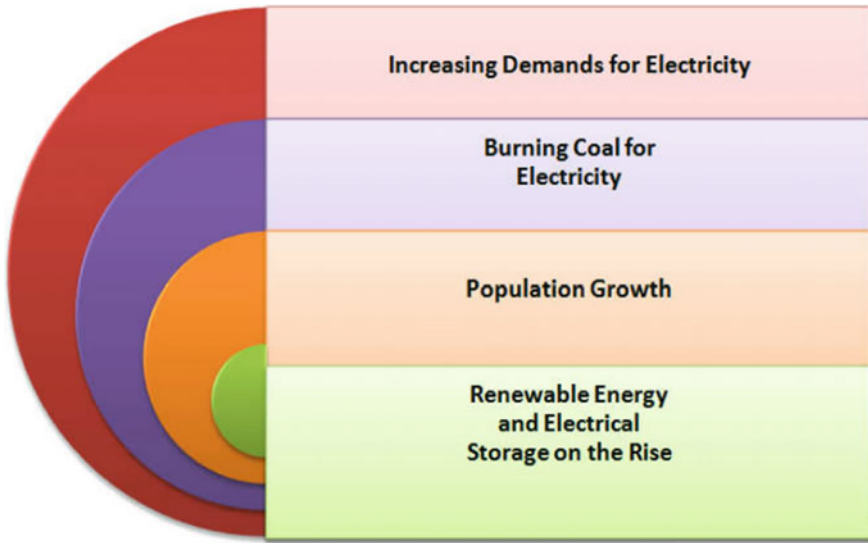 Increasing Demands for Electricity
Burning Coal for
Electricity
Population Growth
Renewable Energy
and Electrical
Storage on the Rise